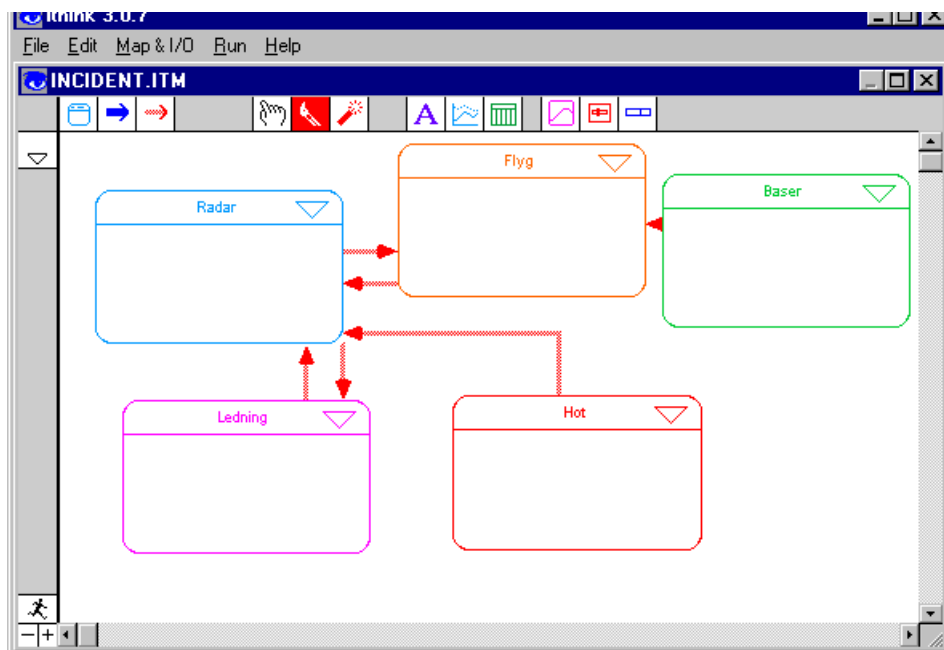 ithink 3.0.7
File Edit Map & I/O Run Help
INCIDENT.ITM
A
Flyg
Baser
Radar
Ledning
Hot